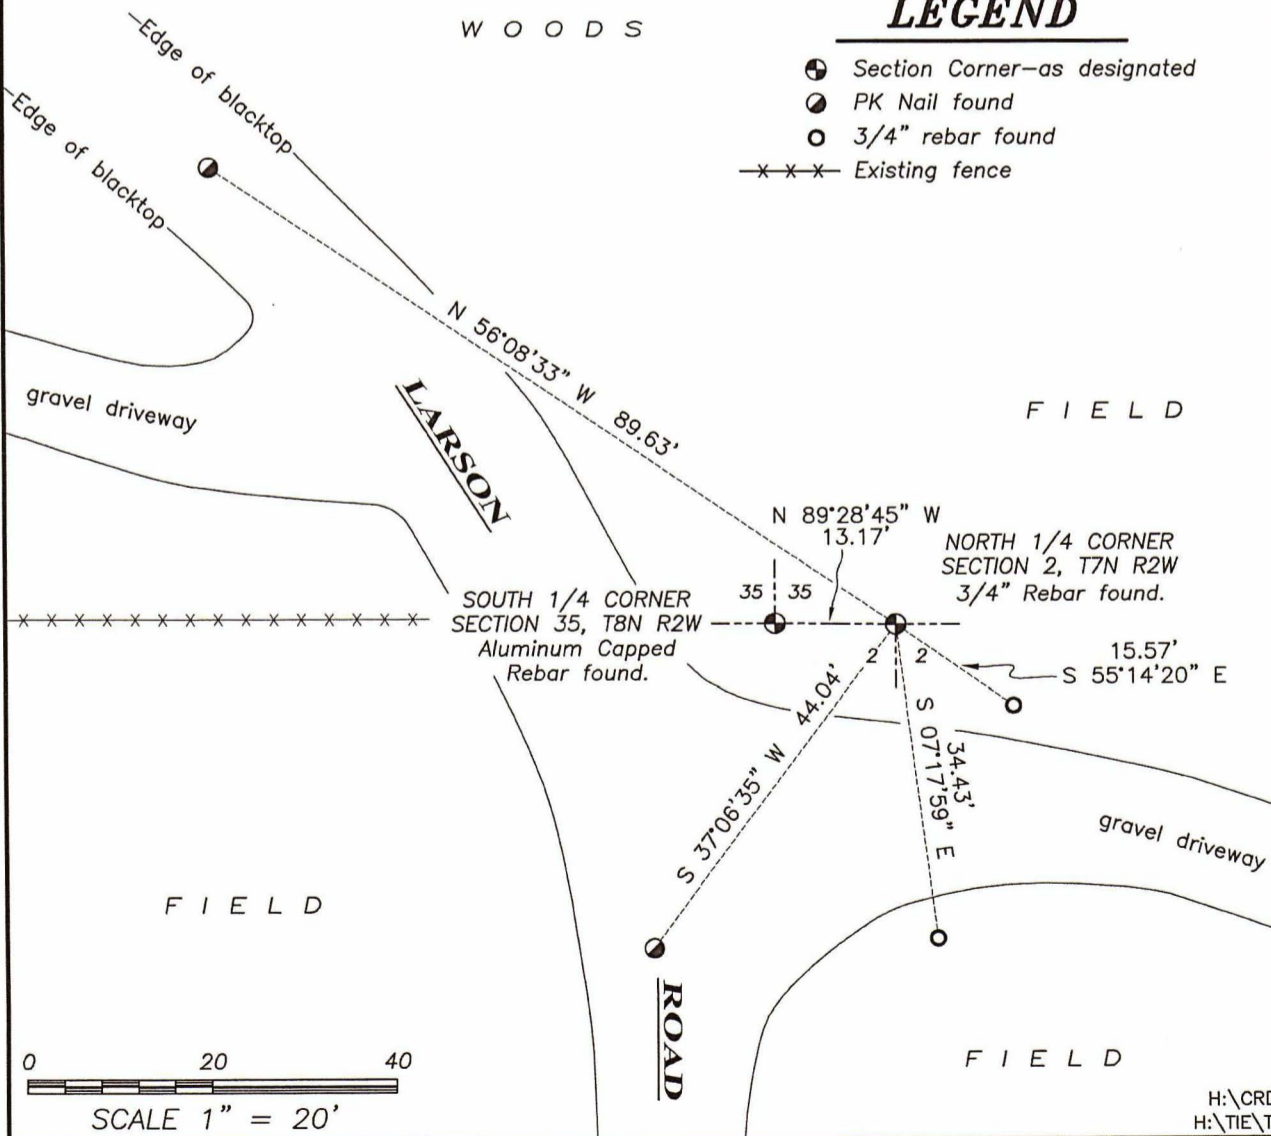 LEGEND
Section Corner–as designated
PK Nail found
3/4" rebar found
x x x Existing fence
W O O D S
Edge of blacktop
Edge of blacktop
N 56°08'33" W 89.63'
gravel driveway
LARSON
F I E L D
N 89°28'45" W
13.17'
NORTH 1/4 CORNER
SECTION 2, T7N R2W
3/4" Rebar found.
35 35
SOUTH 1/4 CORNER
SECTION 35, T8N R2W
Aluminum Capped
Rebar found.
2 2
15.57'
S 55°14'20" E
S 37°06'35" W 44.04'
34.43'
S 07°17'59" E
gravel driveway
F I E L D
ROAD
F I E L D
0 20 40
SCALE 1" = 20'
H:\CRD
H:\TIE\T